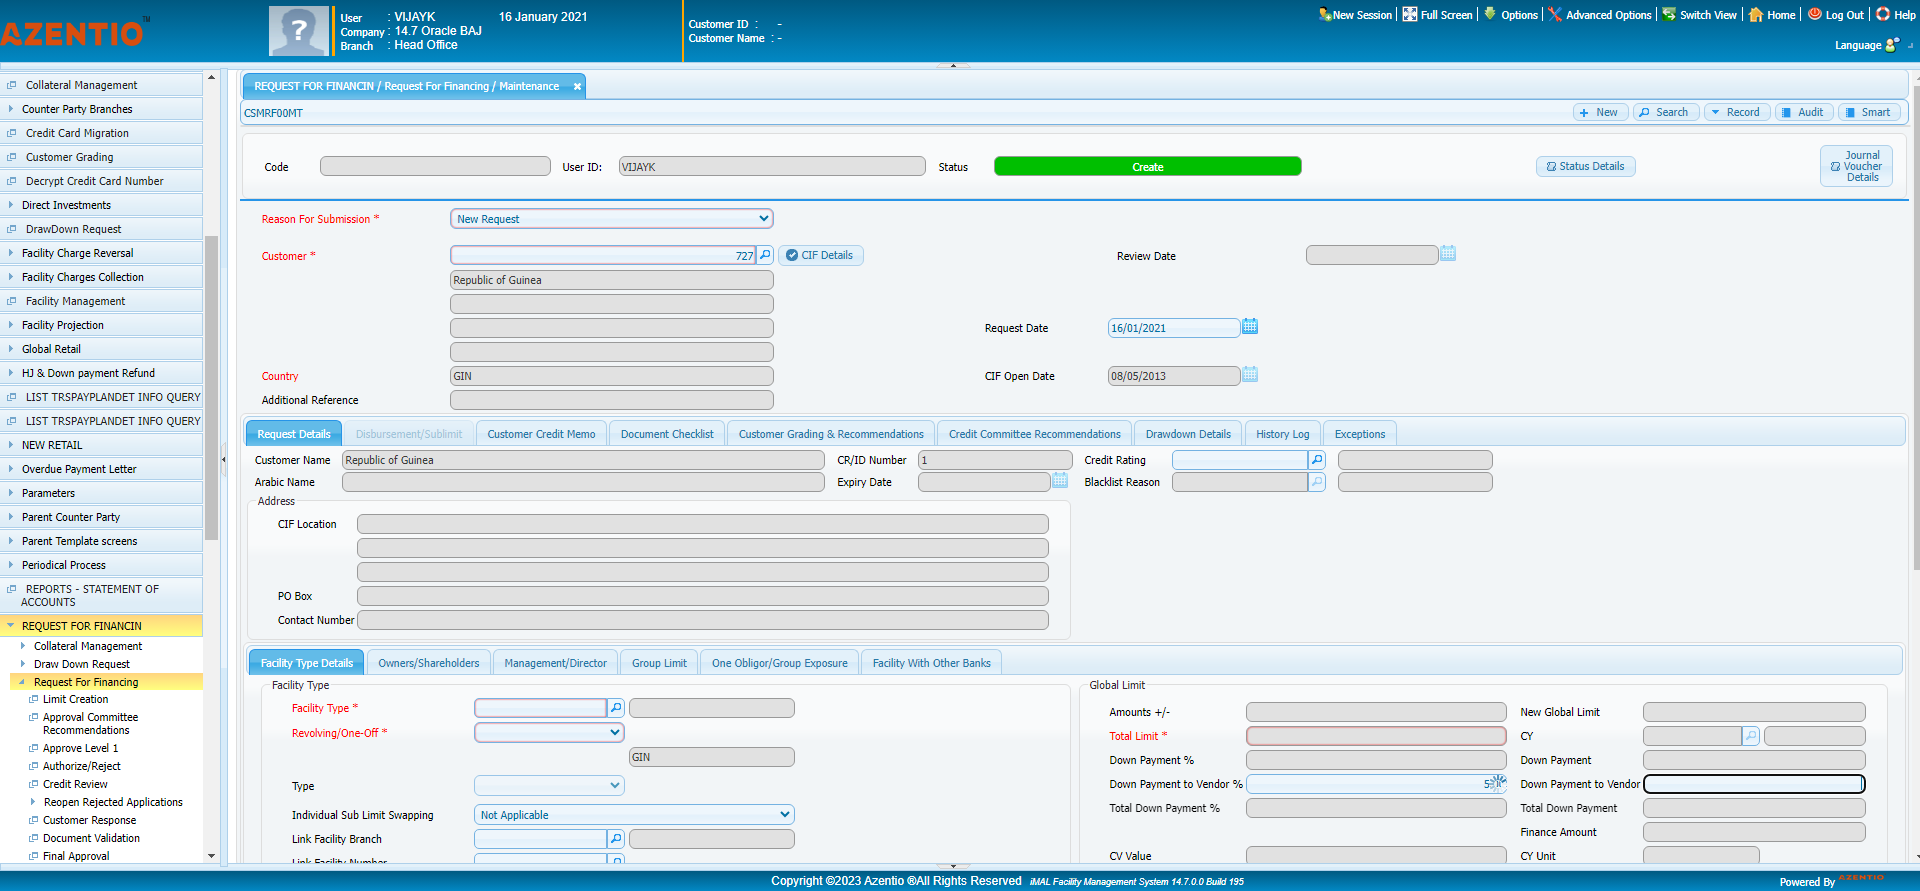 AZENTIO™
User : VIJAYK 16 January 2021
Company : 14.7 Oracle BAJ
Branch : Head Office
Customer ID : -
Customer Name : -
New Session | Full Screen | Options | Advanced Options | Switch View | Home | Log Out | Help
Language
Collateral Management
Counter Party Branches
Credit Card Migration
Customer Grading
Decrypt Credit Card Number
Direct Investments
DrawDown Request
Facility Charge Reversal
Facility Charges Collection
Facility Management
Facility Projection
Global Retail
HJ & Down payment Refund
LIST TRSPAYPLANDET INFO QUERY
LIST TRSPAYPLANDET INFO QUERY
NEW RETAIL
Overdue Payment Letter
Parameters
Parent Counter Party
Parent Template screens
Periodical Process
REPORTS - STATEMENT OF
ACCOUNTS
REQUEST FOR FINANCIN
Collateral Management
Draw Down Request
Request For Financing
Limit Creation
Approval Committee
Recommendations
Approve Level 1
Authorize/Reject
Credit Review
Reopen Rejected Applications
Customer Response
Document Validation
Final Approval
REQUEST FOR FINANCIN / Request For Financing / Maintenance
CSMRF00MT
New Search Record Audit Smart
Code User ID: VIJAYK Status Create Status Details
Journal
Voucher
Details
Reason For Submission * New Request
Customer * 727 CIF Details Review Date
Republic of Guinea
Request Date 16/01/2021
Country GIN CIF Open Date 08/05/2013
Additional Reference
Request Details Disbursement/Sublimit Customer Credit Memo Document Checklist Customer Grading & Recommendations Credit Committee Recommendations Drawdown Details History Log Exceptions
Customer Name Republic of Guinea CR/ID Number 1 Credit Rating
Arabic Name Expiry Date Blacklist Reason
Address
CIF Location
PO Box
Contact Number
Facility Type Details Owners/Shareholders Management/Director Group Limit One Obligor/Group Exposure Facility With Other Banks
Facility Type Global Limit
Facility Type * Amounts +/- New Global Limit
Revolving/One-Off * Total Limit * CY
GIN Down Payment % Down Payment
Type Down Payment to Vendor % Down Payment to Vendor
Individual Sub Limit Swapping Not Applicable Total Down Payment % Total Down Payment
Link Facility Branch Finance Amount
Link Facility Number CV Value CY Unit
Copyright ©2023 Azentio ®All Rights Reserved iMAL Facility Management System 14.7.0.0 Build 195
Powered By AZENTIO